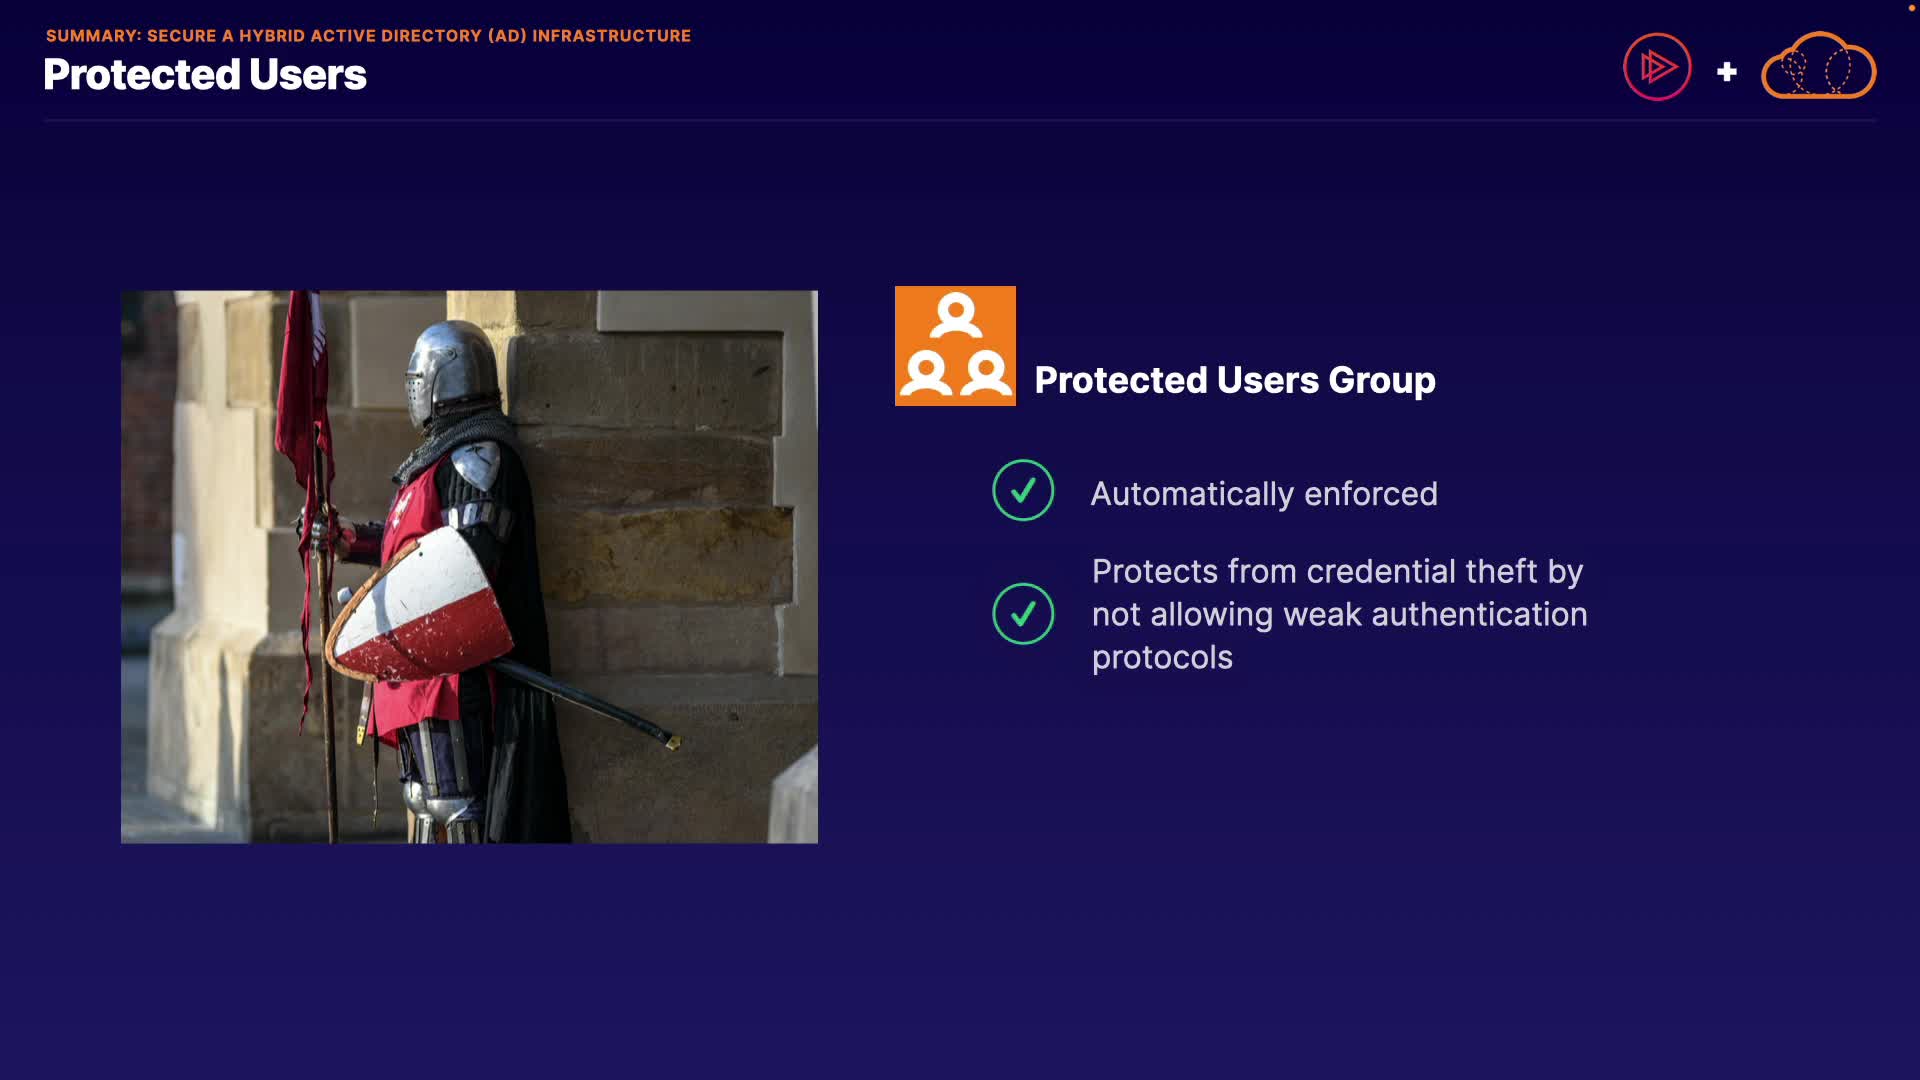 SUMMARY: SECURE A HYBRID ACTIVE DIRECTORY (AD) INFRASTRUCTURE
Protected Users
Protected Users Group
Automatically enforced
Protects from credential theft by
not allowing weak authentication
protocols